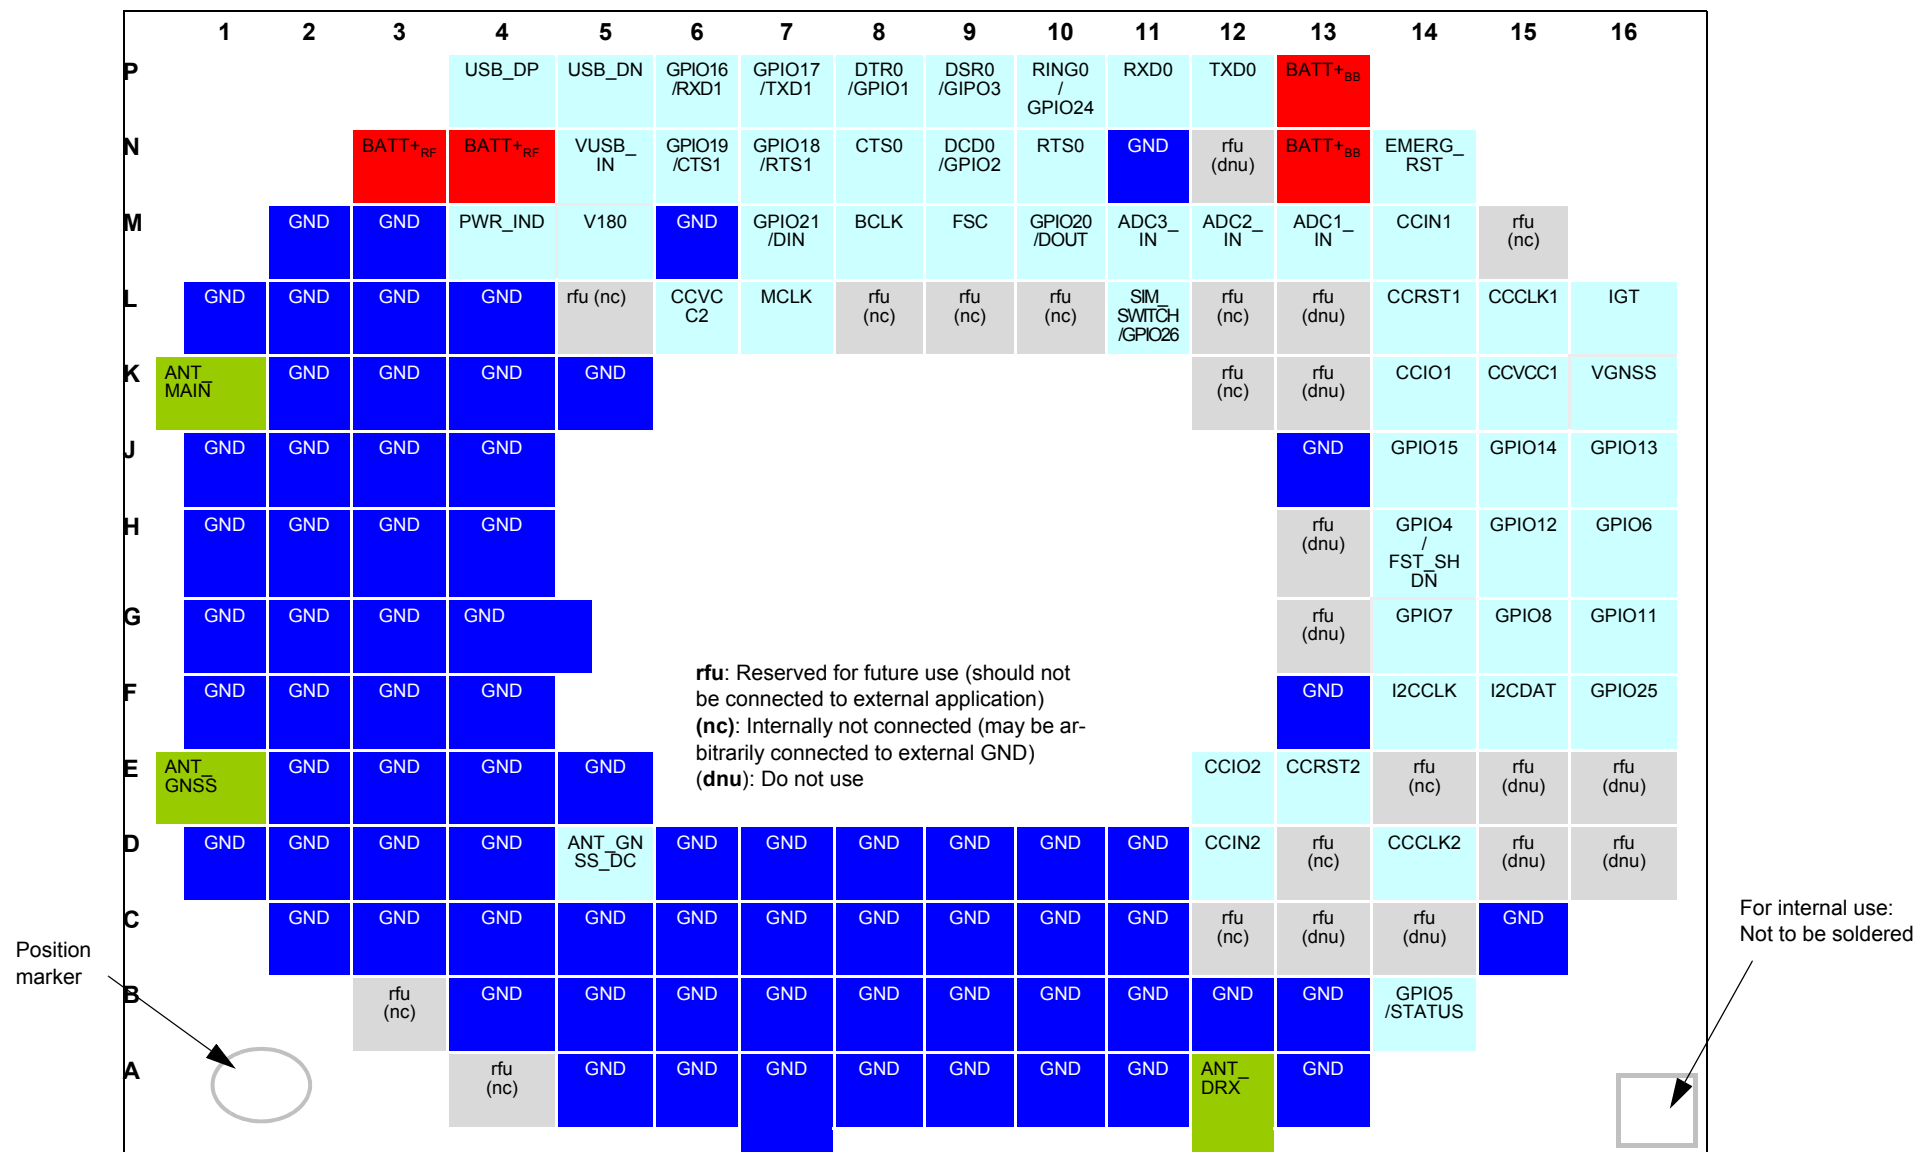 1 2 3 4 5 6 7 8 9 10 11 12 13 14 15 16
P USB_DP USB_DN GPIO16 /RXD1 GPIO17 /TXD1 DTR0 /GPIO1 DSR0 /GIPO3 RING0 / GPIO24 RXD0 TXD0 BATT+BB
N BATT+RF BATT+RF VUSB_ IN GPIO19 /CTS1 GPIO18 /RTS1 CTS0 DCD0 /GPIO2 RTS0 GND rfu (dnu) BATT+BB EMERG_ RST
M GND GND PWR_IND V180 GND GPIO21 /DIN BCLK FSC GPIO20 /DOUT ADC3_ IN ADC2_ IN ADC1_ IN CCIN1 rfu (nc)
L GND GND GND GND rfu (nc) CCVC C2 MCLK rfu (nc) rfu (nc) rfu (nc) SIM_ SWITCH /GPIO26 rfu (nc) rfu (dnu) CCRST1 CCCLK1 IGT
K ANT_ MAIN GND GND GND GND rfu (nc) rfu (dnu) CCIO1 CCVCC1 VGNSS
J GND GND GND GND GND GPIO15 GPIO14 GPIO13
H GND GND GND GND rfu (dnu) GPIO4 / FST_SH DN GPIO12 GPIO6
G GND GND GND GND rfu (dnu) GPIO7 GPIO8 GPIO11
rfu: Reserved for future use (should not
be connected to external application)
(nc): Internally not connected (may be ar-
bitrarily connected to external GND)
(dnu): Do not use
F GND GND GND GND GND I2CCLK I2CDAT GPIO25
E ANT_ GNSS GND GND GND GND CCIO2 CCRST2 rfu (nc) rfu (dnu) rfu (dnu)
D GND GND GND GND ANT_GN SS_DC GND GND GND GND GND GND CCIN2 rfu (nc) CCCLK2 rfu (dnu) rfu (dnu)
C GND GND GND GND GND GND GND GND GND GND rfu (nc) rfu (dnu) rfu (dnu) GND
B rfu (nc) GND GND GND GND GND GND GND GND GND GND GPIO5 /STATUS
A rfu (nc) GND GND GND GND GND GND GND ANT_ DRX GND
Position
marker
For internal use:
Not to be soldered